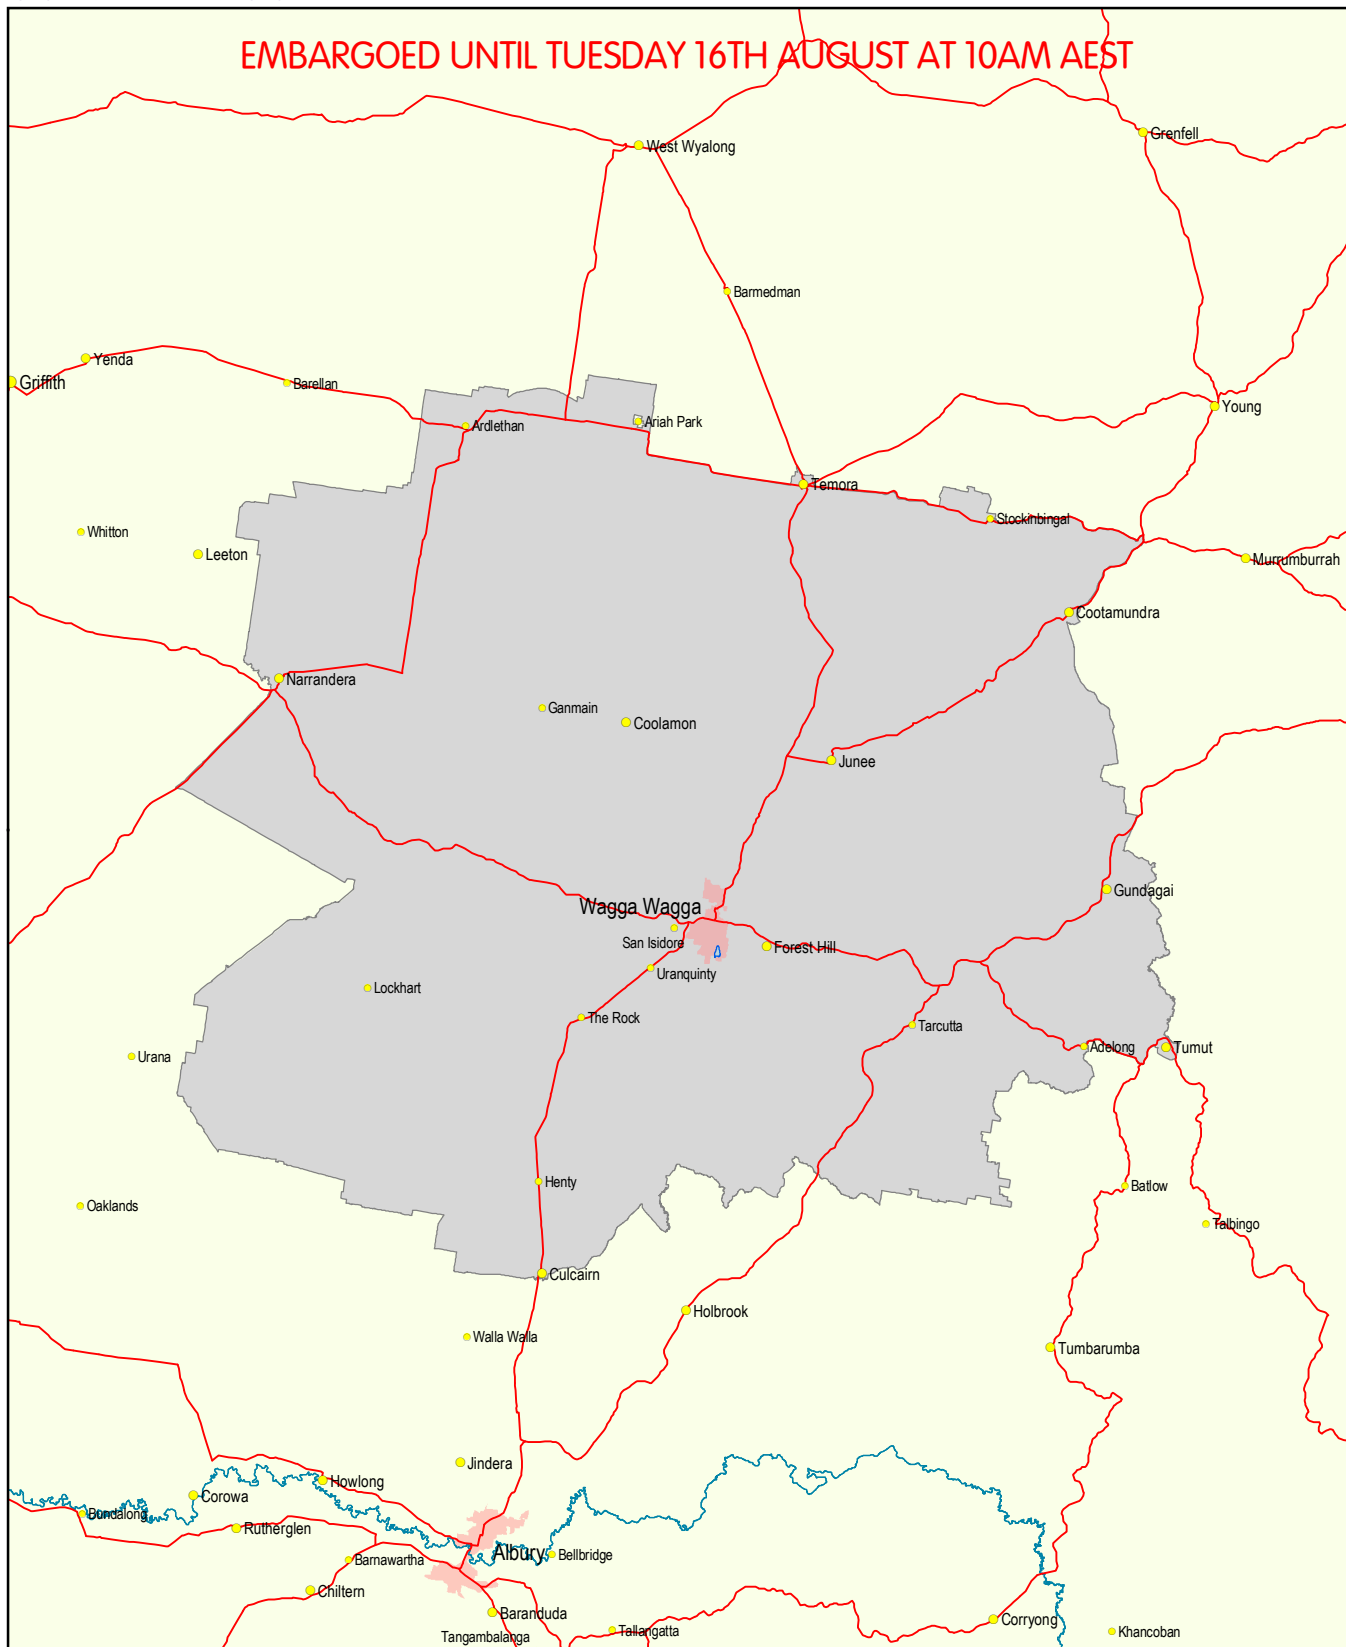 EMBARGOED UNTIL TUESDAY 16TH AUGUST AT 10AM AEST
Grenfell
West Wyalong
Barmedman
Yenda
Griffith
Barellan
Young
Ardlethan
Ariah Park
Temora
Stockinbingal
Whitton
Leeton
Murrumburrah
Cootamundra
Narrandera
Ganmain
Coolamon
Junee
Gundagai
Wagga Wagga
San Isidore
Forest Hill
Uranquinty
Lockhart
The Rock
Tarcutta
Urana
Adelong
Tumut
Henty
Batlow
Oaklands
Talbingo
Culcairn
Holbrook
Walla Walla
Tumbarumba
Jindera
Howlong
Corowa
Bundalong
Rutherglen
Albury
Bellbridge
Barnawartha
Chiltern
Baranduda
Corryong
Tallangatta
Khancoban
Tangambalanga